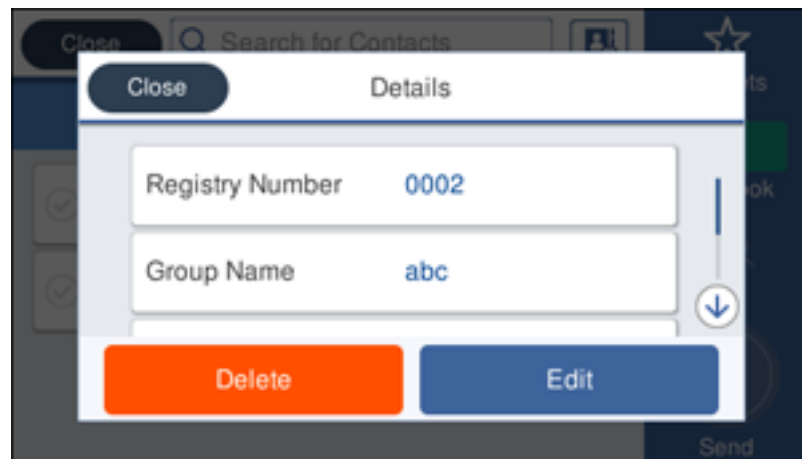 Close
Search for Contacts
Close
Details
Registry Number 0002
Group Name abc
Delete
Edit
Send